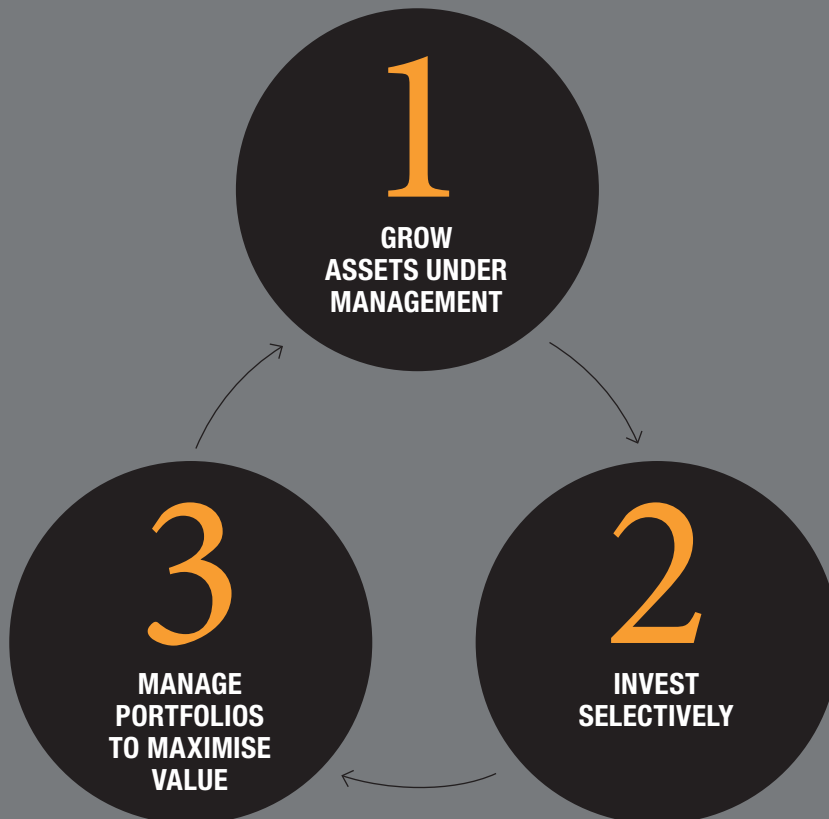 1
GROW
ASSETS UNDER
MANAGEMENT
2
INVEST
SELECTIVELY
3
MANAGE
PORTFOLIOS
TO MAXIMISE
VALUE